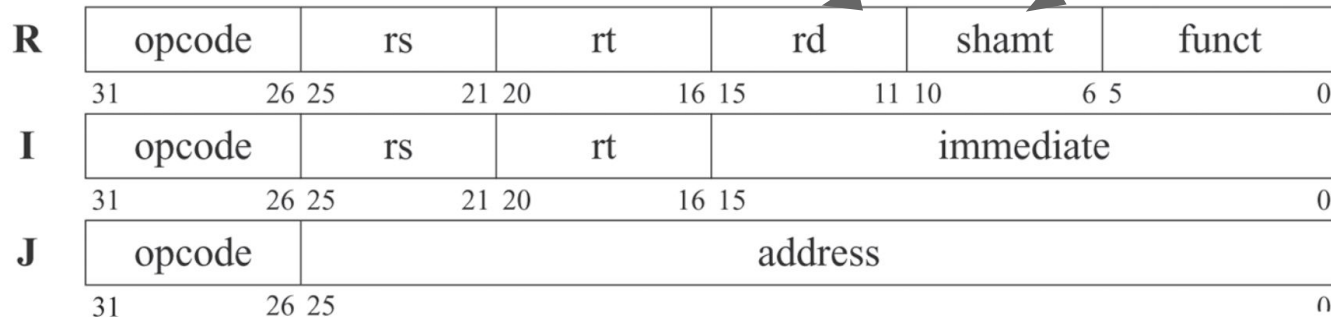 R opcode rs rt rd shamt funct
31 26 25 21 20 16 15 11 10 6 5 0
I opcode rs rt immediate
31 26 25 21 20 16 15 0
J opcode address
31 26 25 0